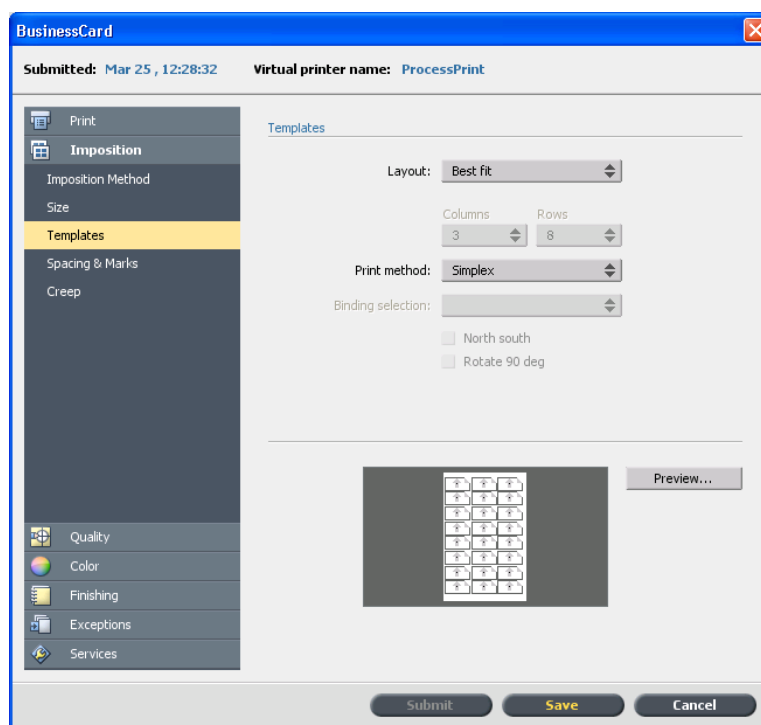 BusinessCard
Submitted: Mar 25 , 12:28:32 Virtual printer name: ProcessPrint
Print
Imposition
Imposition Method
Size
Templates
Spacing & Marks
Creep
Quality
Color
Finishing
Exceptions
Services
Templates
Layout: Best fit
Columns Rows
3 8
Print method: Simplex
Binding selection:
North south
Rotate 90 deg
Preview...
Submit Save Cancel